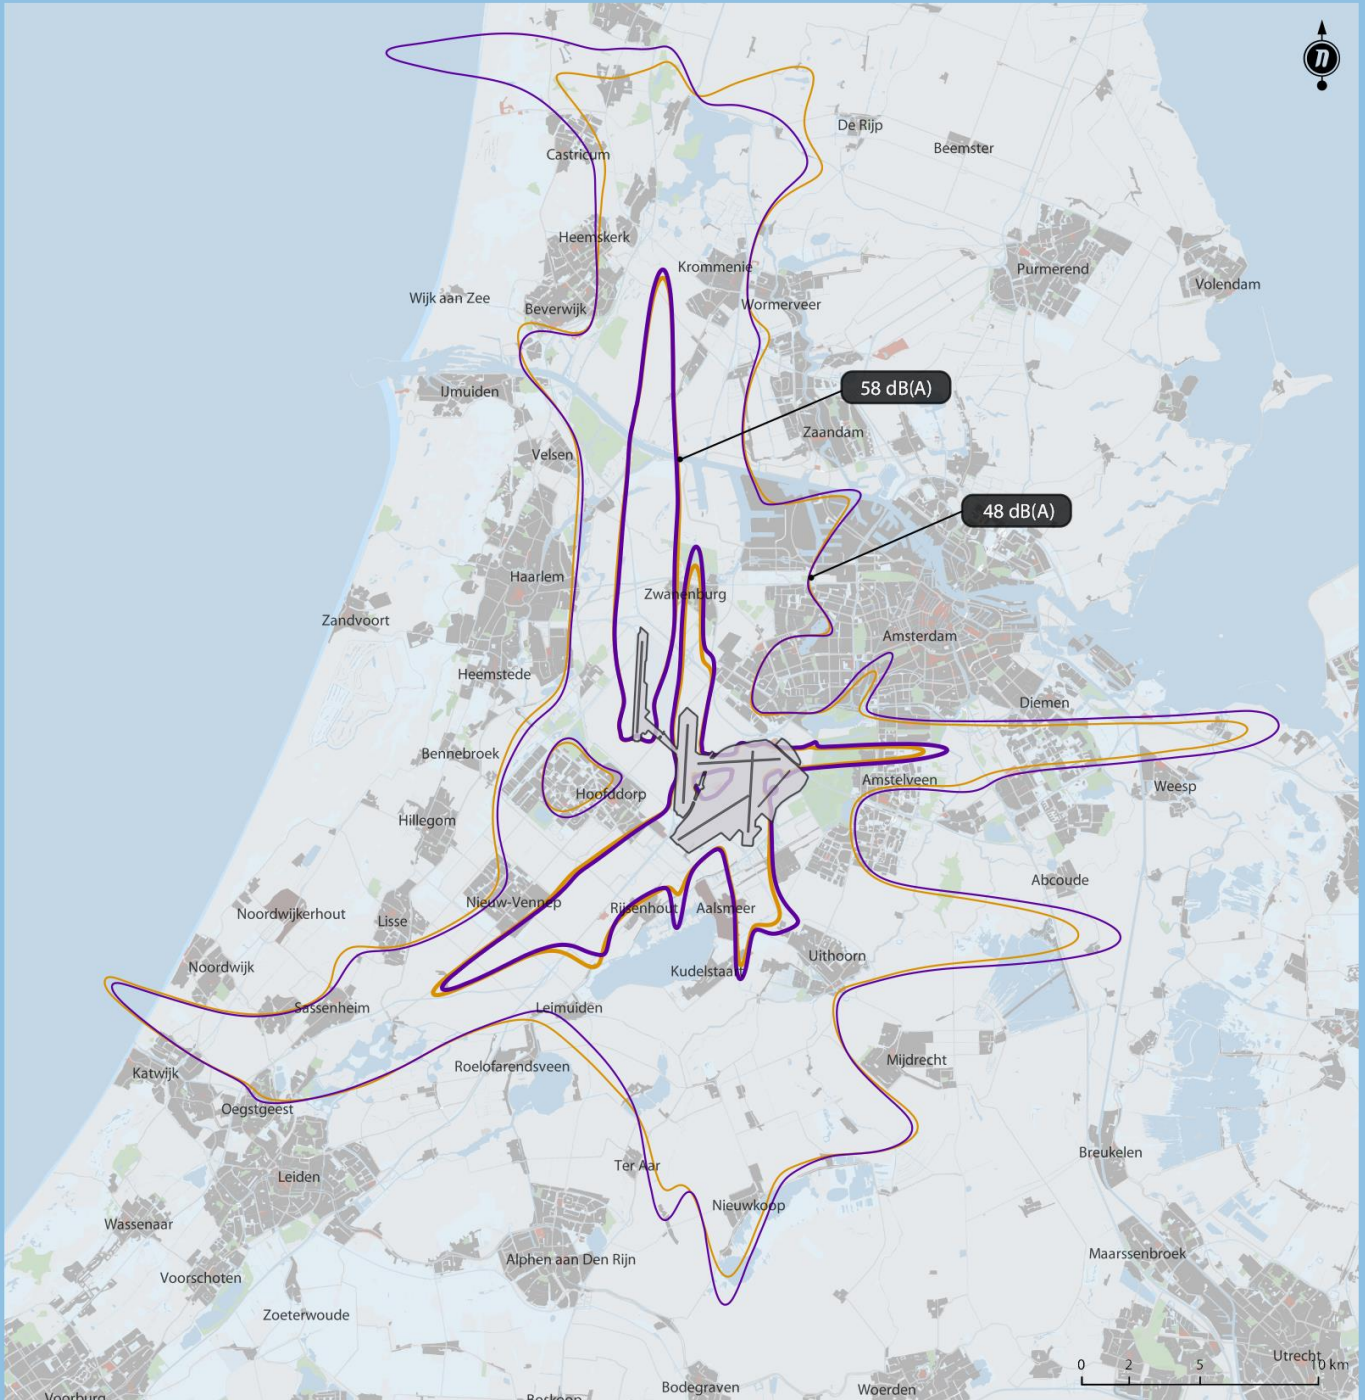 n
De Rijp
Beemster
Castricum
Heemskerk
Krommenie
Purmerend
Volendam
Wijk aan Zee
Beverwijk
Wormerveer
58 dB(A)
IJmuiden
Zaandam
Velsen
48 dB(A)
Haarlem
Zwanenburg
Zandvoort
Amsterdam
Heemstede
Diemen
Bennebroek
Amstelveen
Weesp
Hoofddorp
Hillegom
Abcoude
Nieuw-Vennep
Rijsenhout
Aalsmeer
Noordwijkerhout
Lisse
Uithoorn
Noordwijk
Kudelstaart
Sassenheim
Leimuiden
Mijdrecht
Roelofarendsveen
Katwijk
Oegstgeest
Breukelen
Ter Aar
Leiden
Nieuwkoop
Wassenaar
Maarssenbroek
Alphen aan Den Rijn
Voorschoten
Zoeterwoude
Utrecht
0 2 5 10 km
Bodegraven
Woerden
Voorburg
Boskoop